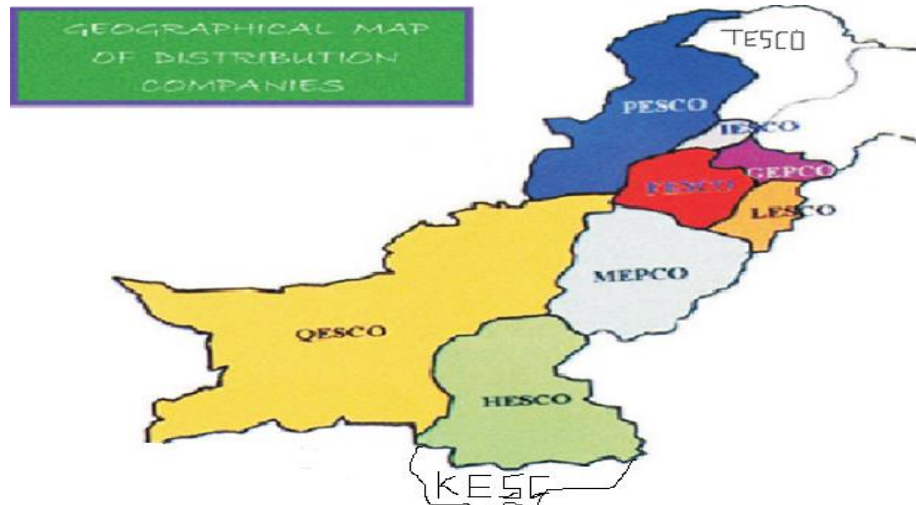 GEOGRAPHICAL MAP
OF DISTRIBUTION
COMPANIES
TESCO
PESCO
IESCO
GEPCO
FESCO
LESCO
MEPCO
QESCO
HESCO
KESC